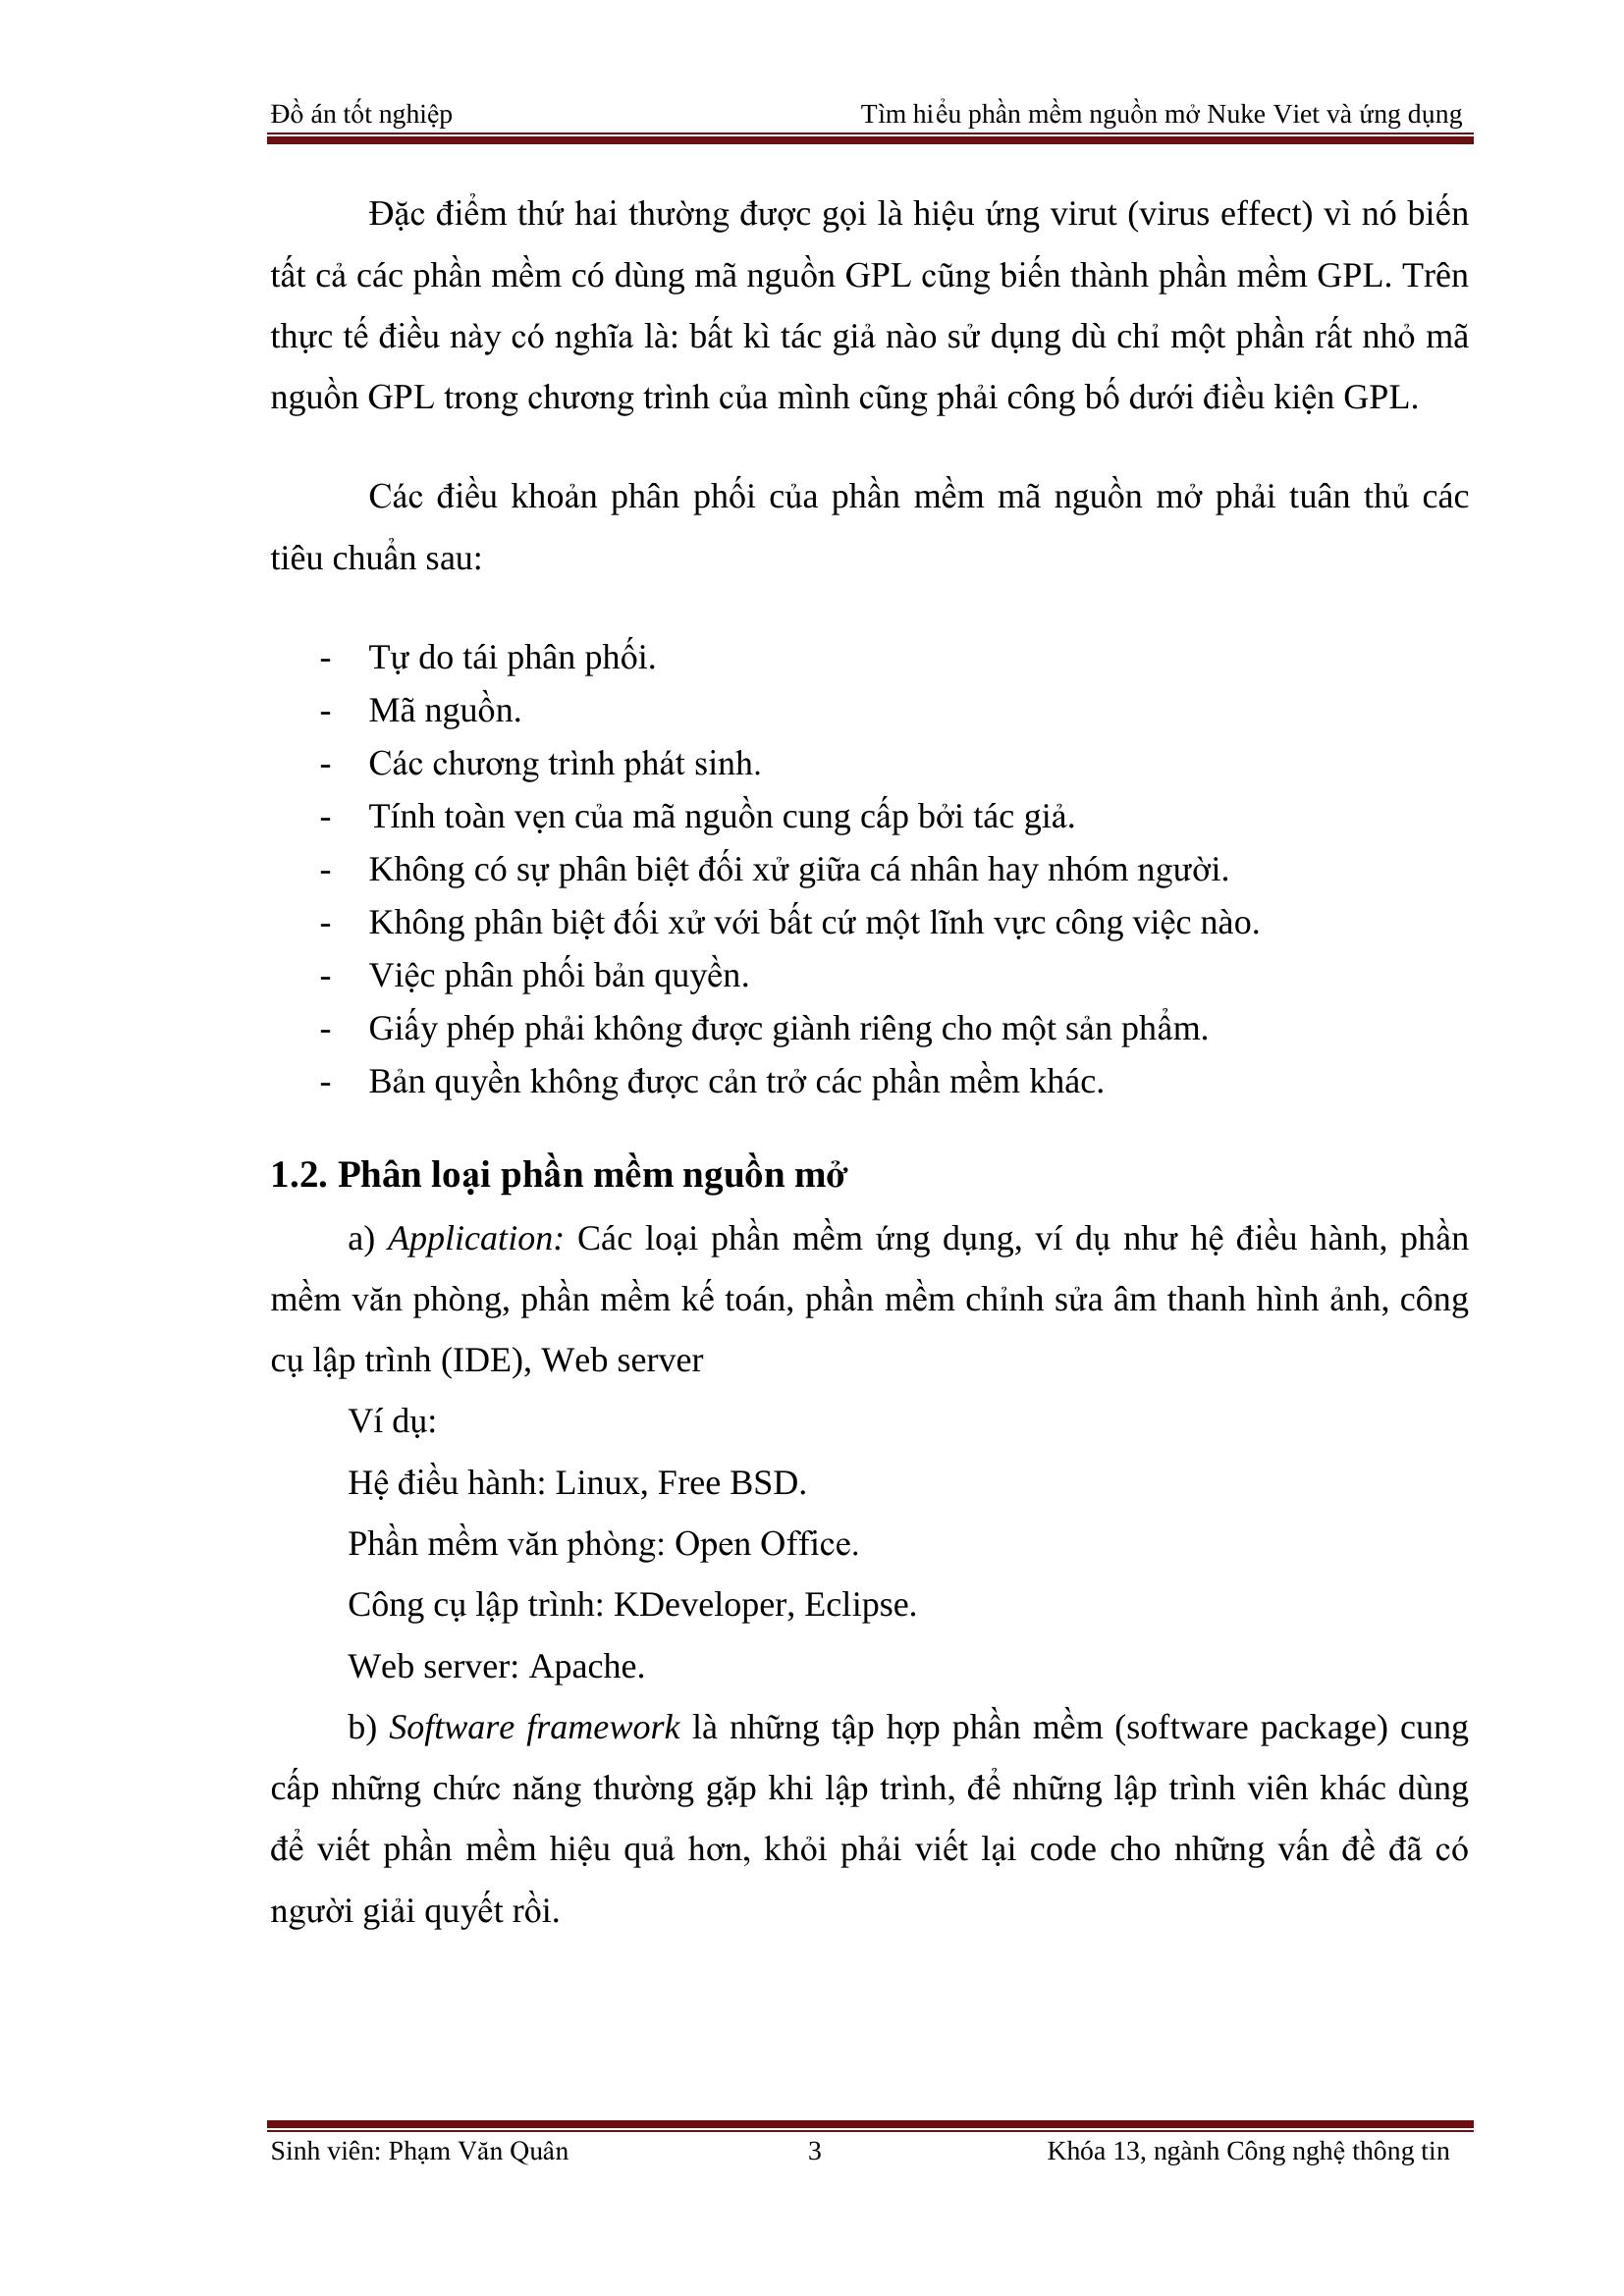 Đồ án tốt nghiệp Tìm hiểu phần mềm nguồn mở Nuke Viet và ứng dụng
Đặc điểm thứ hai thường được gọi là hiệu ứng virut (virus effect) vì nó biến
tất cả các phần mềm có dùng mã nguồn GPL cũng biến thành phần mềm GPL. Trên
thực tế điều này có nghĩa là: bất kì tác giả nào sử dụng dù chỉ một phần rất nhỏ mã
nguồn GPL trong chương trình của mình cũng phải công bố dưới điều kiện GPL.
Các điều khoản phân phối của phần mềm mã nguồn mở phải tuân thủ các
tiêu chuẩn sau:
- Tự do tái phân phối.
- Mã nguồn.
- Các chương trình phát sinh.
- Tính toàn vẹn của mã nguồn cung cấp bởi tác giả.
- Không có sự phân biệt đối xử giữa cá nhân hay nhóm người.
- Không phân biệt đối xử với bất cứ một lĩnh vực công việc nào.
- Việc phân phối bản quyền.
- Giấy phép phải không được giành riêng cho một sản phẩm.
- Bản quyền không được cản trở các phần mềm khác.
1.2. Phân loại phần mềm nguồn mở
a) Application: Các loại phần mềm ứng dụng, ví dụ như hệ điều hành, phần
mềm văn phòng, phần mềm kế toán, phần mềm chỉnh sửa âm thanh hình ảnh, công
cụ lập trình (IDE), Web server
Ví dụ:
Hệ điều hành: Linux, Free BSD.
Phần mềm văn phòng: Open Office.
Công cụ lập trình: KDeveloper, Eclipse.
Web server: Apache.
b) Software framework là những tập hợp phần mềm (software package) cung
cấp những chức năng thường gặp khi lập trình, để những lập trình viên khác dùng
để viết phần mềm hiệu quả hơn, khỏi phải viết lại code cho những vấn đề đã có
người giải quyết rồi.
Sinh viên: Phạm Văn Quân 3 Khóa 13, ngành Công nghệ thông tin